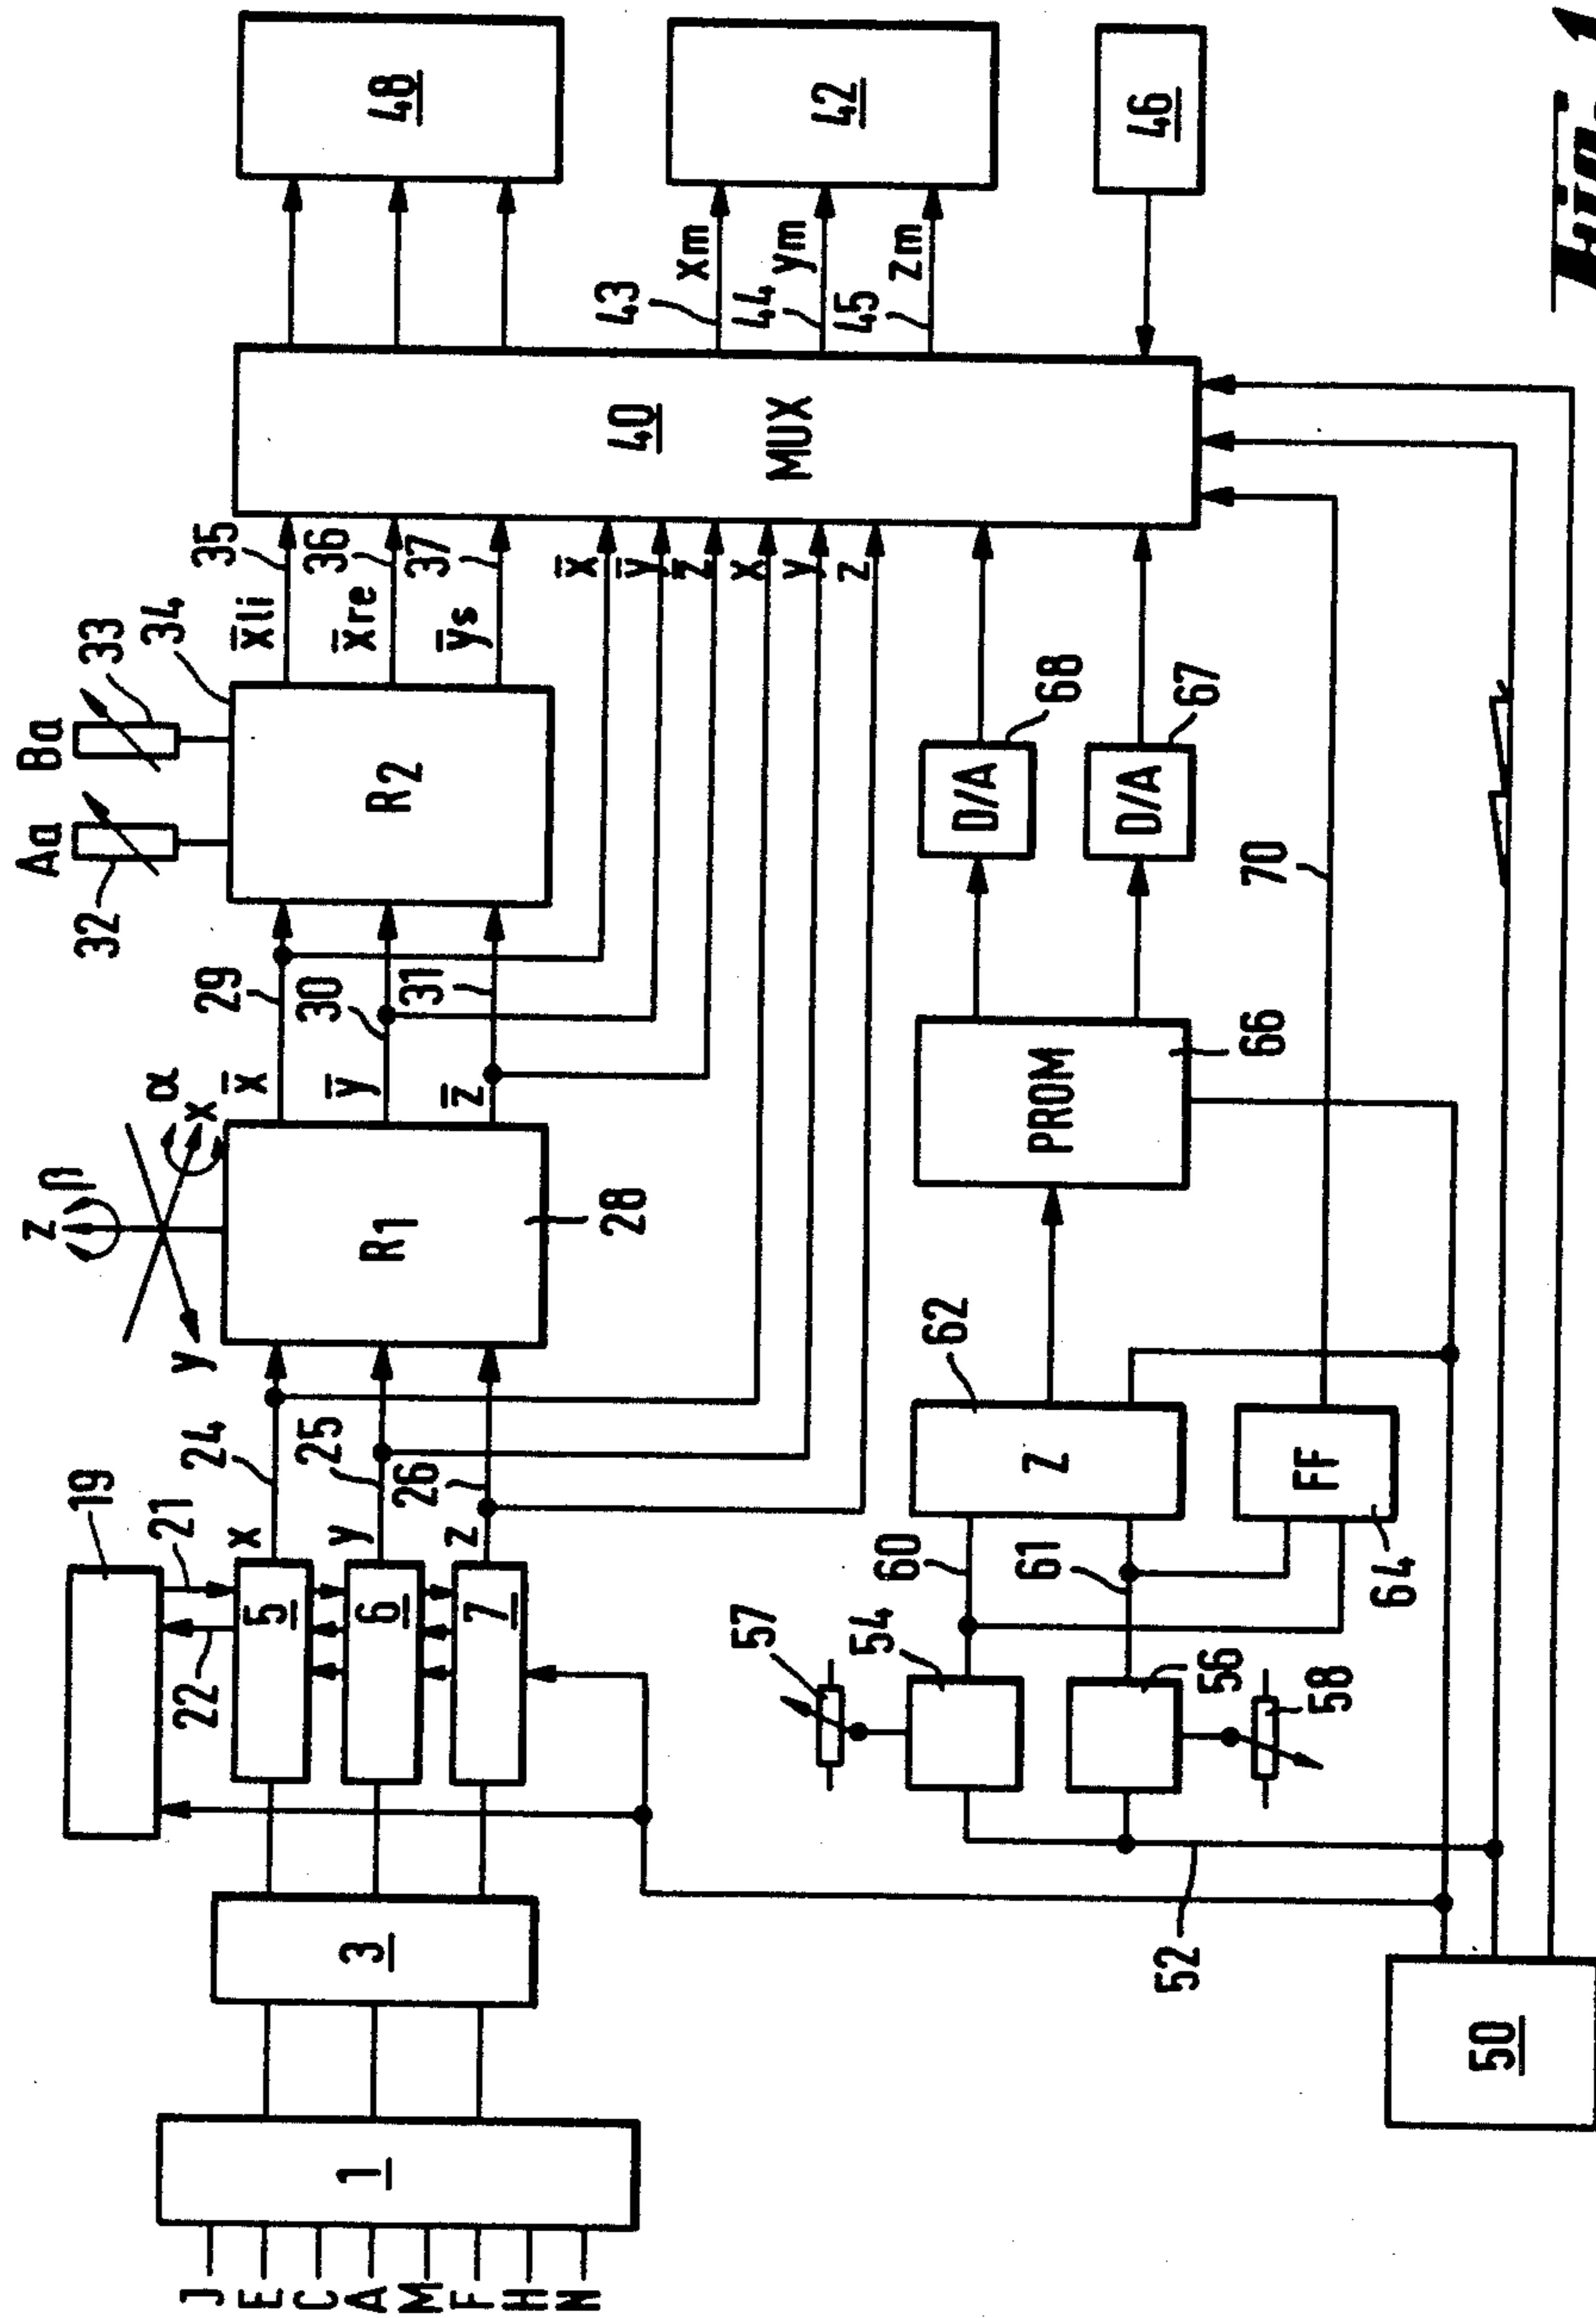 J
E
C
A
M
F
H
N
1
3
19
21
22
5
6
7
x
y
z
24
25
26
z
β
α
x
y
R1
28
x̄
ȳ
z̄
29
30
31
Aa
Ba
32
33
34
R2
x̄li
x̄re
ȳs
35
36
37
x̄
ȳ
z̄
x
y
z
40
MUX
48
43
44
45
xm
ym
zm
42
46
57
54
56
58
60
61
62
Z
FF
64
PROM
66
D/A
68
D/A
67
70
52
50
Fig. 1